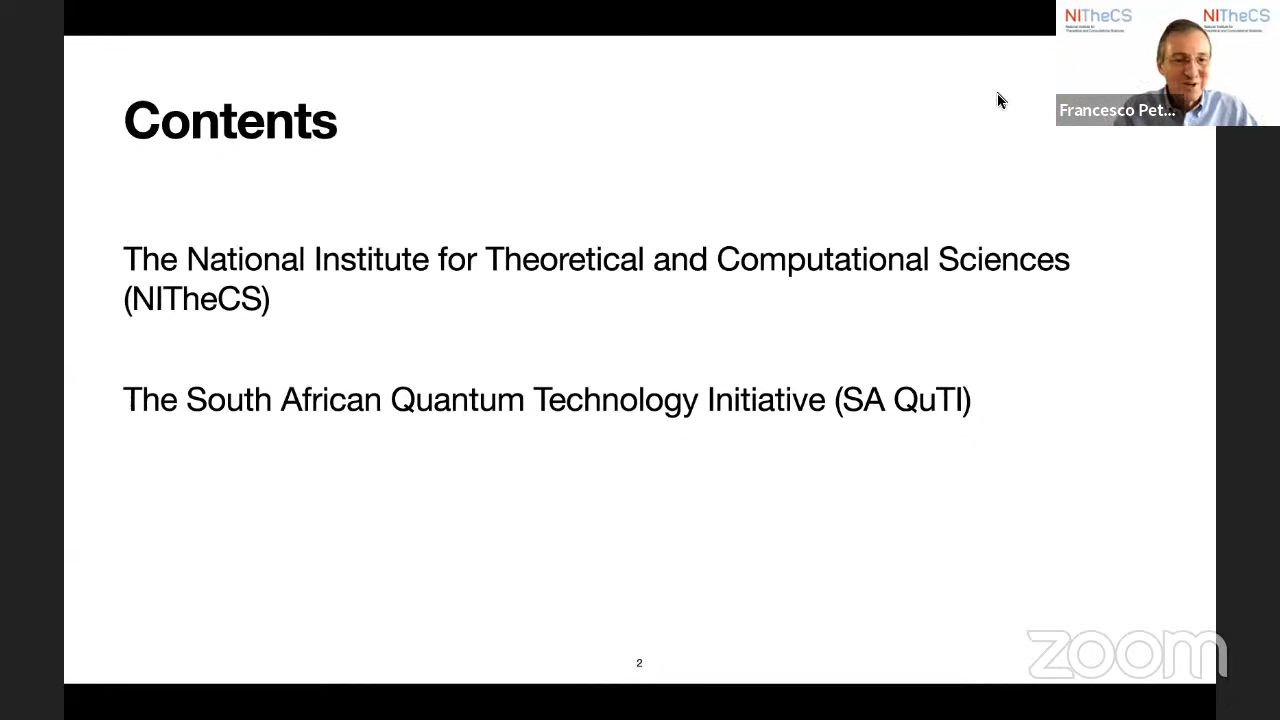 NITheCS
NITheCS
Francesco Pet...
Contents
The National Institute for Theoretical and Computational Sciences
(NITheCS)
The South African Quantum Technology Initiative (SA QuTI)
2
zoom